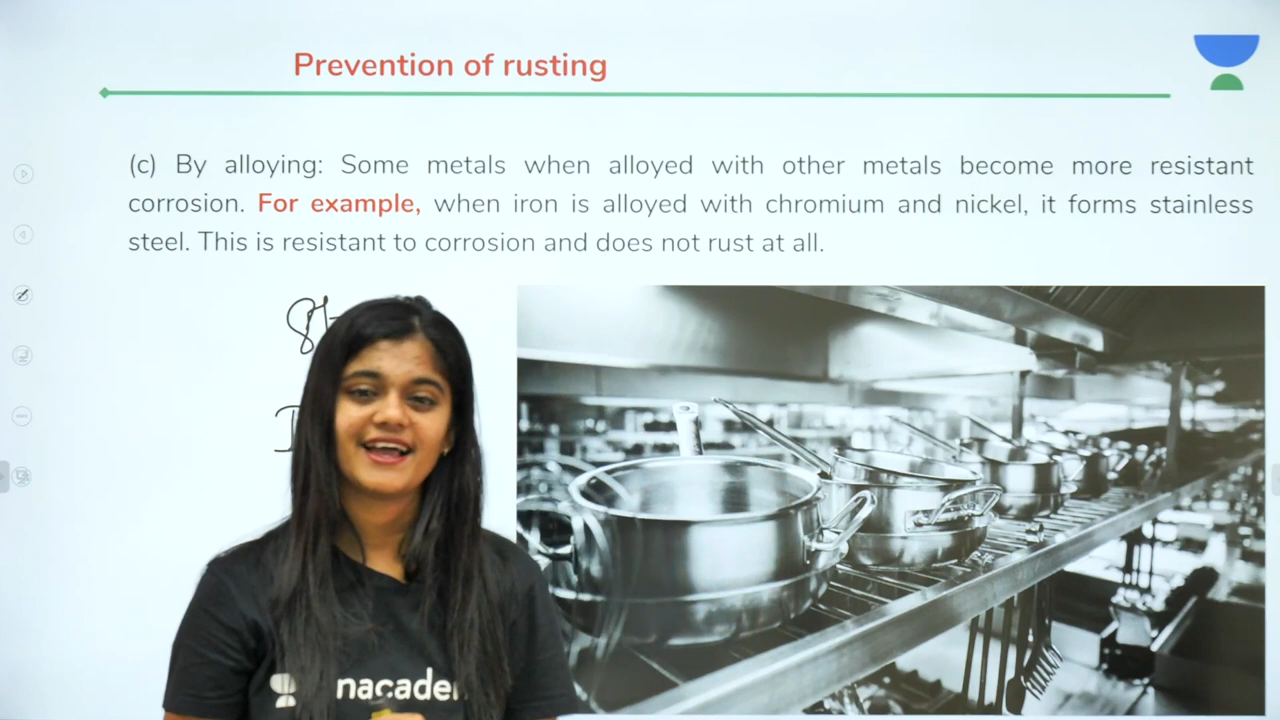 Prevention of rusting
(c) By alloying: Some metals when alloyed with other metals become more resistant
corrosion. For example, when iron is alloyed with chromium and nickel, it forms stainless
steel. This is resistant to corrosion and does not rust at all.